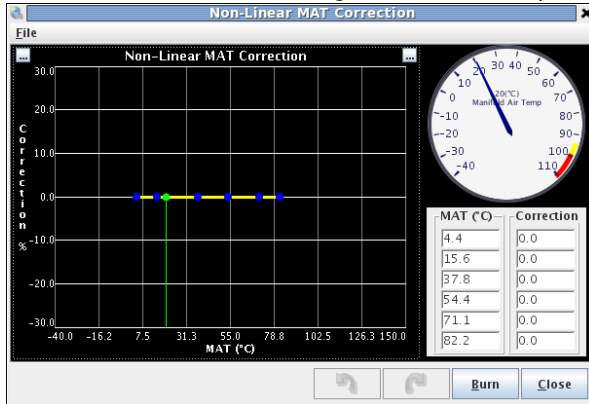 Non-Linear MAT Correction
File
Non-Linear MAT Correction
30.0
20.0
10.0
0.0
-10.0
-20.0
-30.0
Correction %
-40.0 -16.2 7.5 31.3 55.0 78.8 102.5 126.3 150.0
MAT (°C)
-40 -30 -20 -10 0 10 20 30 40 50 60 70 80 90 100 110
20(°C)
Manifold Air Temp
MAT (°C) Correction
4.4 0.0
15.6 0.0
37.8 0.0
54.4 0.0
71.1 0.0
82.2 0.0
Burn Close